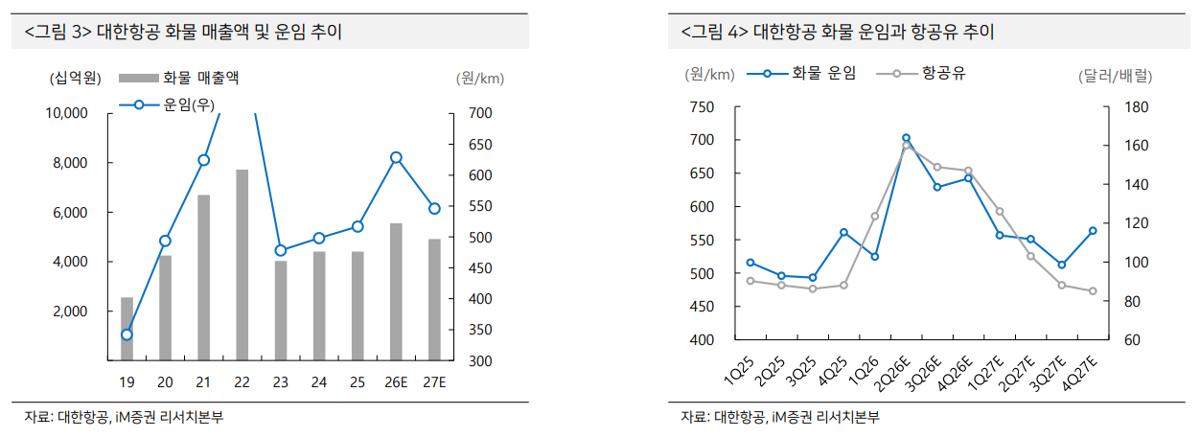 <그림 3> 대한항공 화물 매출액 및 운임 추이
(십억원)
화물 매출액
(원/km)
운임(우)
10,000
8,000
6,000
4,000
2,000
700
650
600
550
500
450
400
350
300
19 20 21 22 23 24 25 26E 27E
자료: 대한항공, iM증권 리서치본부
<그림 4> 대한항공 화물 운임과 항공유 추이
(원/km)
화물 운임
항공유
(달러/배럴)
750
700
650
600
550
500
450
400
180
160
140
120
100
80
60
1Q25 2Q25 3Q25 4Q25 1Q26 2Q26E 3Q26E 4Q26E 1Q27E 2Q27E 3Q27E 4Q27E
자료: 대한항공, iM증권 리서치본부